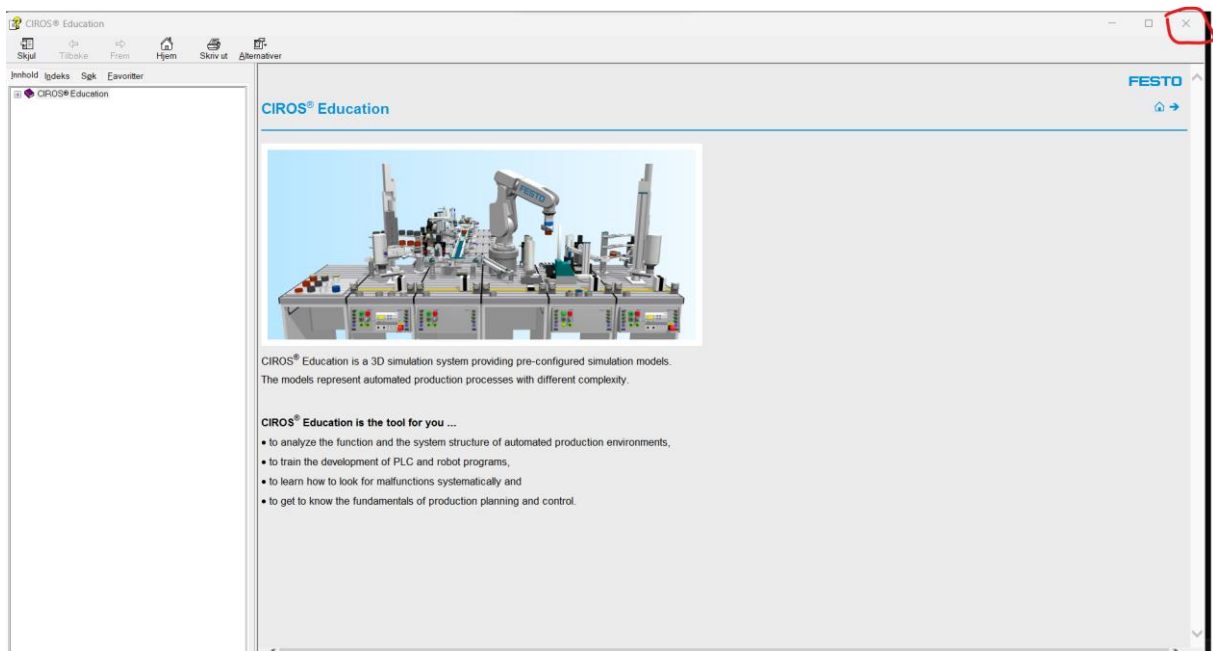 CIROS® Education
Skjul Tilbake Frem Hjem Skriv ut Alternativer
Innhold Indeks Søk Favoritter
CIROS® Education
FESTO
CIROS® Education
FESTO
CIROS® Education is a 3D simulation system providing pre-configured simulation models.
The models represent automated production processes with different complexity.
CIROS® Education is the tool for you ...
• to analyze the function and the system structure of automated production environments,
• to train the development of PLC and robot programs,
• to learn how to look for malfunctions systematically and
• to get to know the fundamentals of production planning and control.